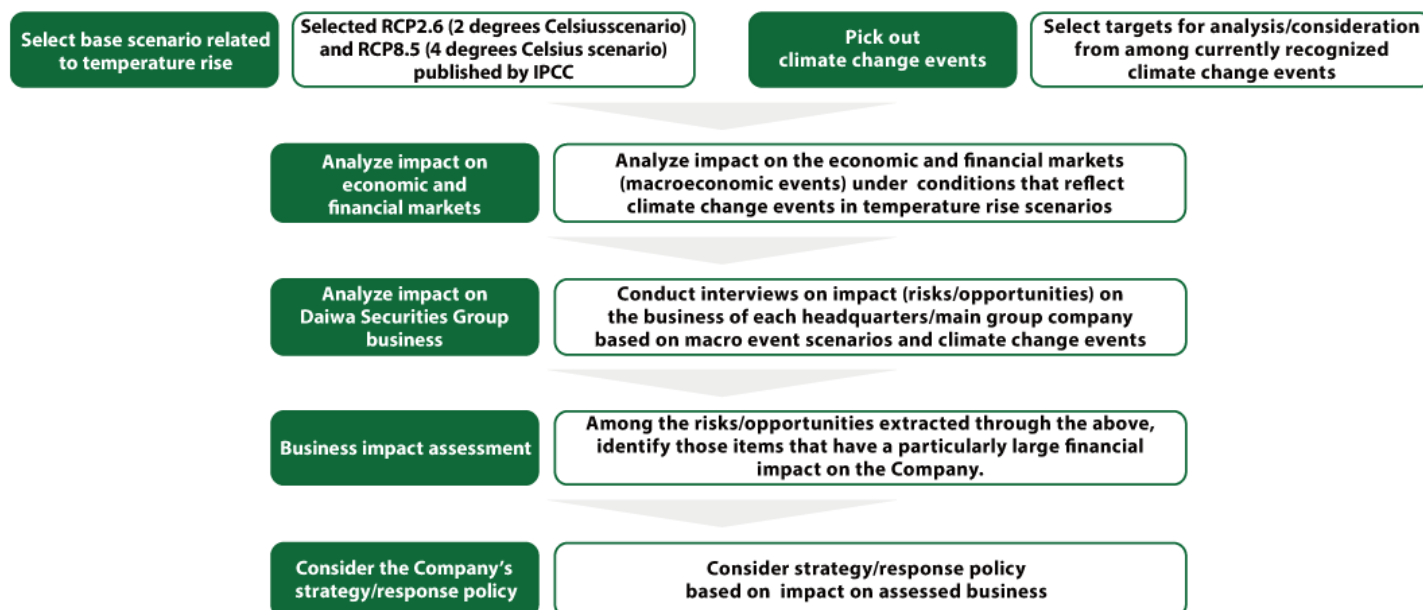 Select base scenario related
to temperature rise
Selected RCP2.6 (2 degrees Celsiusscenario)
and RCP8.5 (4 degrees Celsius scenario)
published by IPCC
Pick out
climate change events
Select targets for analysis/consideration
from among currently recognized
climate change events
Analyze impact on
economic and
financial markets
Analyze impact on the economic and financial markets
(macroeconomic events) under conditions that reflect
climate change events in temperature rise scenarios
Analyze impact on
Daiwa Securities Group
business
Conduct interviews on impact (risks/opportunities) on
the business of each headquarters/main group company
based on macro event scenarios and climate change events
Business impact assessment
Among the risks/opportunities extracted through the above,
identify those items that have a particularly large financial
impact on the Company.
Consider the Company's
strategy/response policy
Consider strategy/response policy
based on impact on assessed business